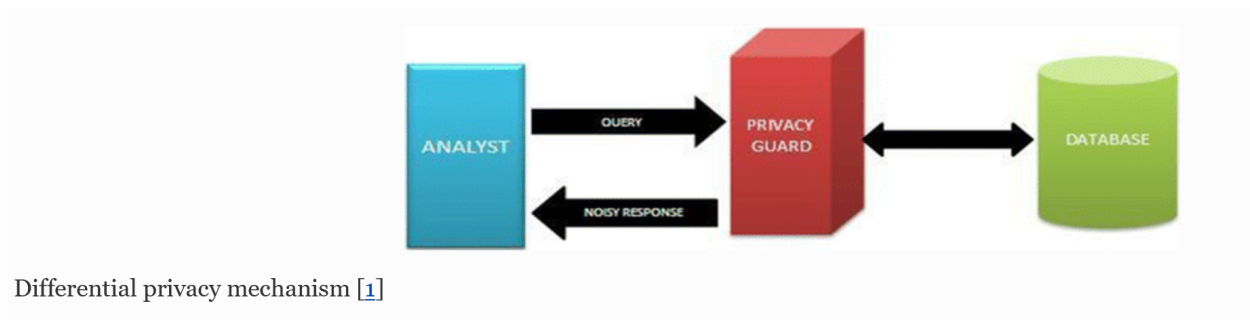 ANALYST
QUERY
NOISY RESPONSE
PRIVACY
GUARD
DATABASE
Differential privacy mechanism [1]